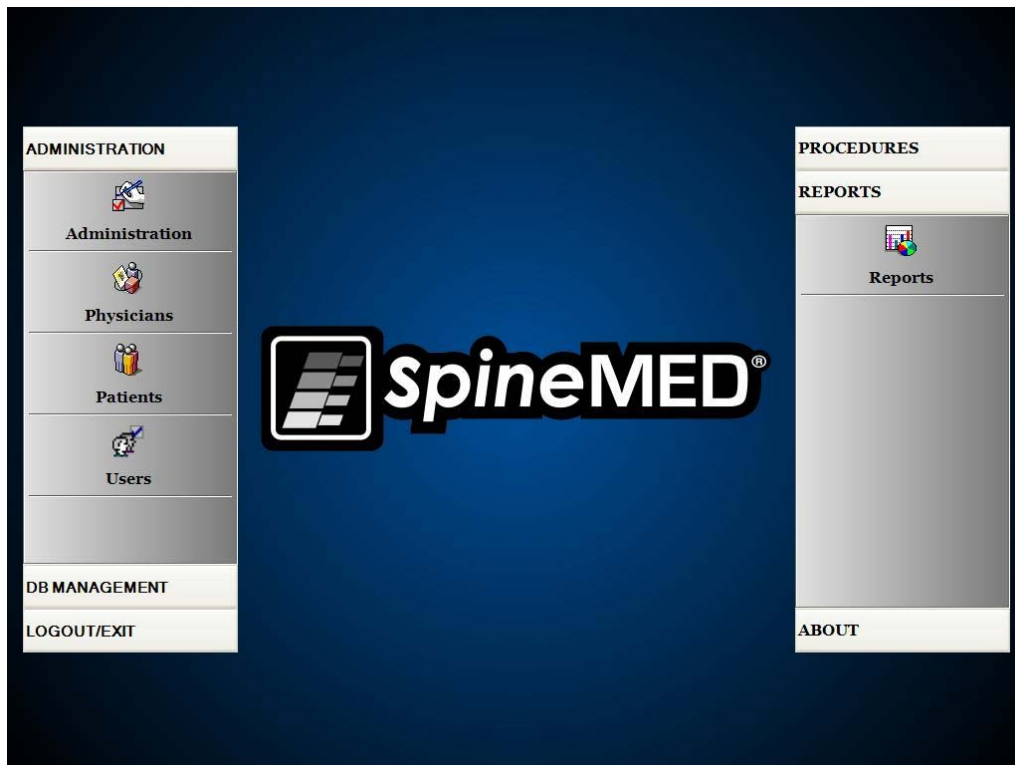 ADMINISTRATION
Administration
Physicians
Patients
Users
DB MANAGEMENT
LOGOUT/EXIT
SpineMED®
PROCEDURES
REPORTS
Reports
ABOUT